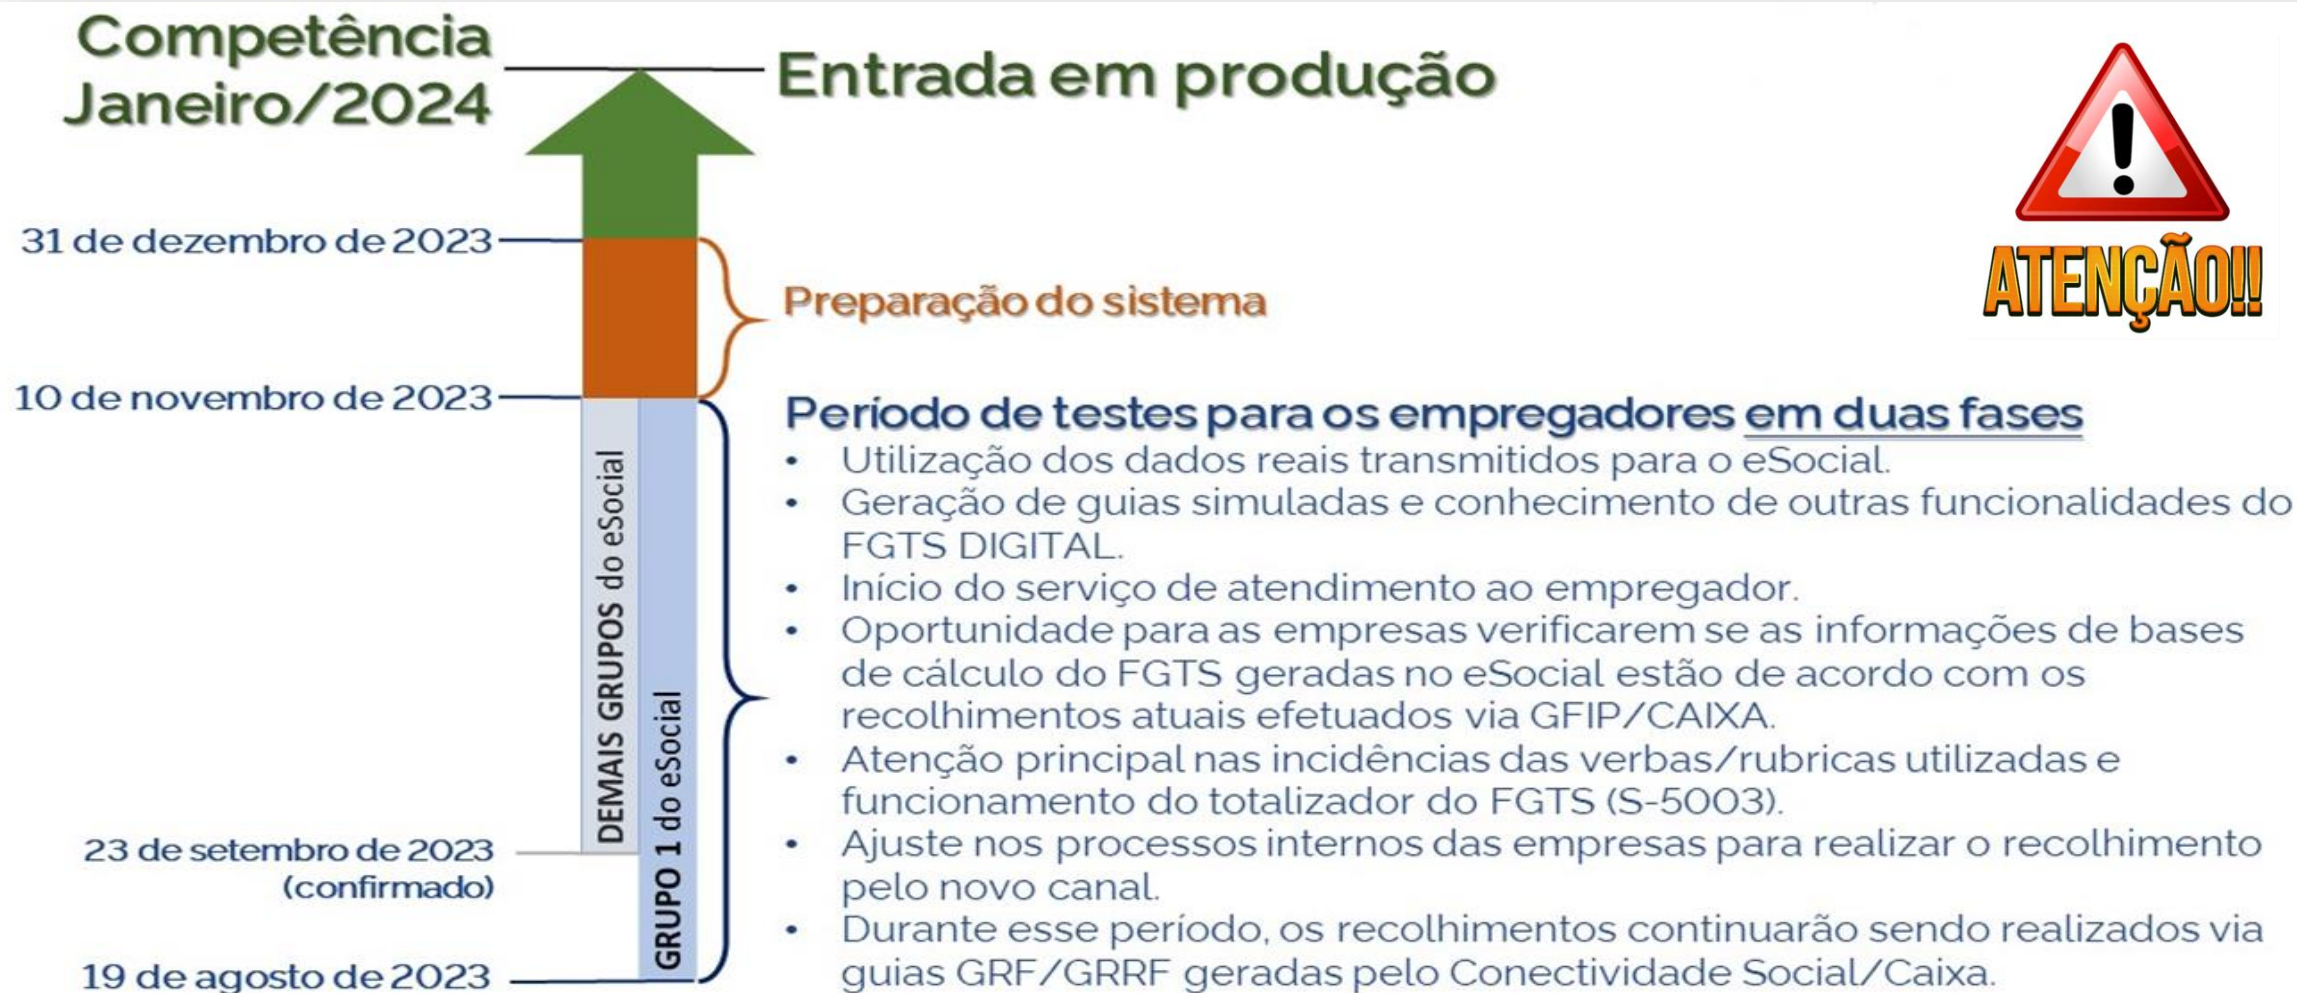 Competência
Janeiro/2024
Entrada em produção
ATENÇÃO!!
31 de dezembro de 2023
Preparação do sistema
10 de novembro de 2023
DEMAIS GRUPOS do eSocial
GRUPO 1 do eSocial
23 de setembro de 2023
(confirmado)
19 de agosto de 2023
Período de testes para os empregadores em duas fases
• Utilização dos dados reais transmitidos para o eSocial.
• Geração de guias simuladas e conhecimento de outras funcionalidades do
FGTS DIGITAL.
• Início do serviço de atendimento ao empregador.
• Oportunidade para as empresas verificarem se as informações de bases
de cálculo do FGTS geradas no eSocial estão de acordo com os
recolhimentos atuais efetuados via GFIP/CAIXA.
• Atenção principal nas incidências das verbas/rubricas utilizadas e
funcionamento do totalizador do FGTS (S-5003).
• Ajuste nos processos internos das empresas para realizar o recolhimento
pelo novo canal.
• Durante esse período, os recolhimentos continuarão sendo realizados via
guias GRF/GRRF geradas pelo Conectividade Social/Caixa.